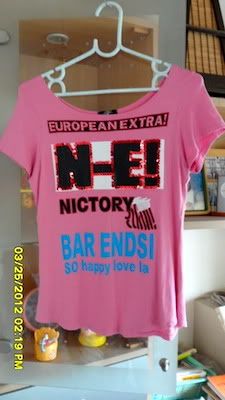 EUROPEAN EXTRA!
N-E!
NICTORY
BAR ENDSI
SO happy love la
03/25/2012 02:19 PM